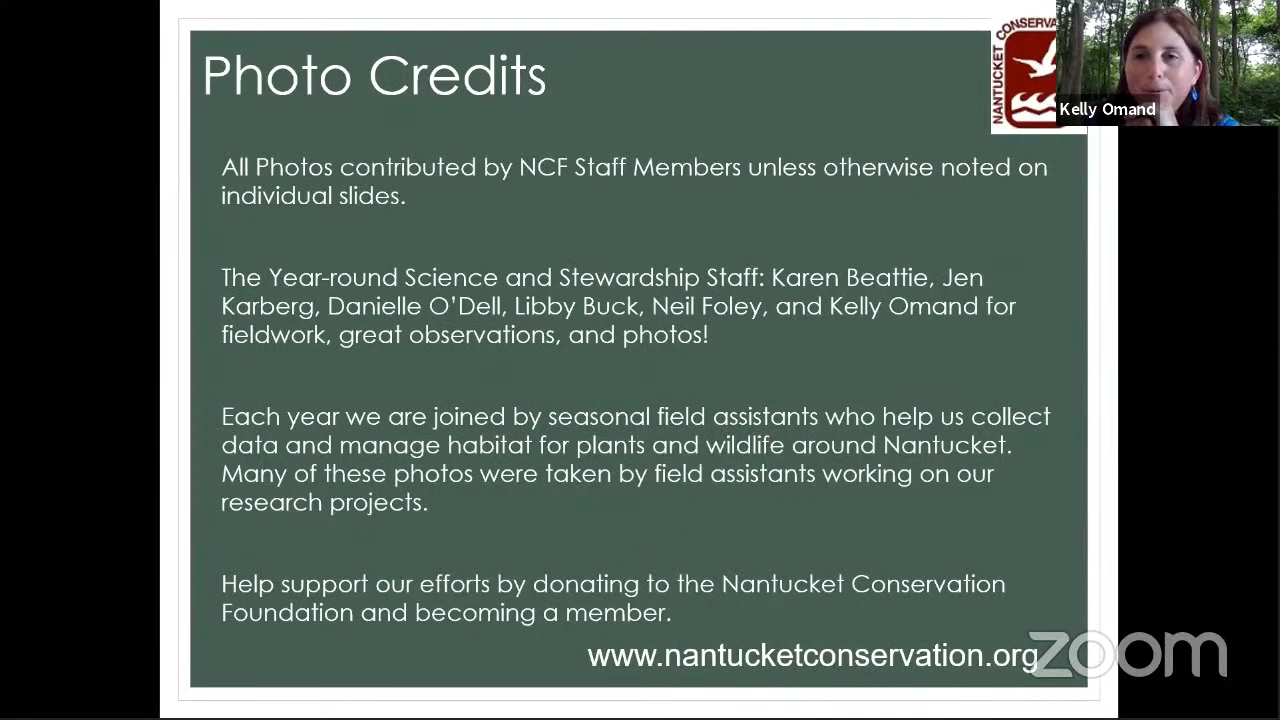 Photo Credits
NANTUCKET CONSERVA
Kelly Omand
All Photos contributed by NCF Staff Members unless otherwise noted on
individual slides.
The Year-round Science and Stewardship Staff: Karen Beattie, Jen
Karberg, Danielle O’Dell, Libby Buck, Neil Foley, and Kelly Omand for
fieldwork, great observations, and photos!
Each year we are joined by seasonal field assistants who help us collect
data and manage habitat for plants and wildlife around Nantucket.
Many of these photos were taken by field assistants working on our
research projects.
Help support our efforts by donating to the Nantucket Conservation
Foundation and becoming a member.
www.nantucketconservation.org
zoom